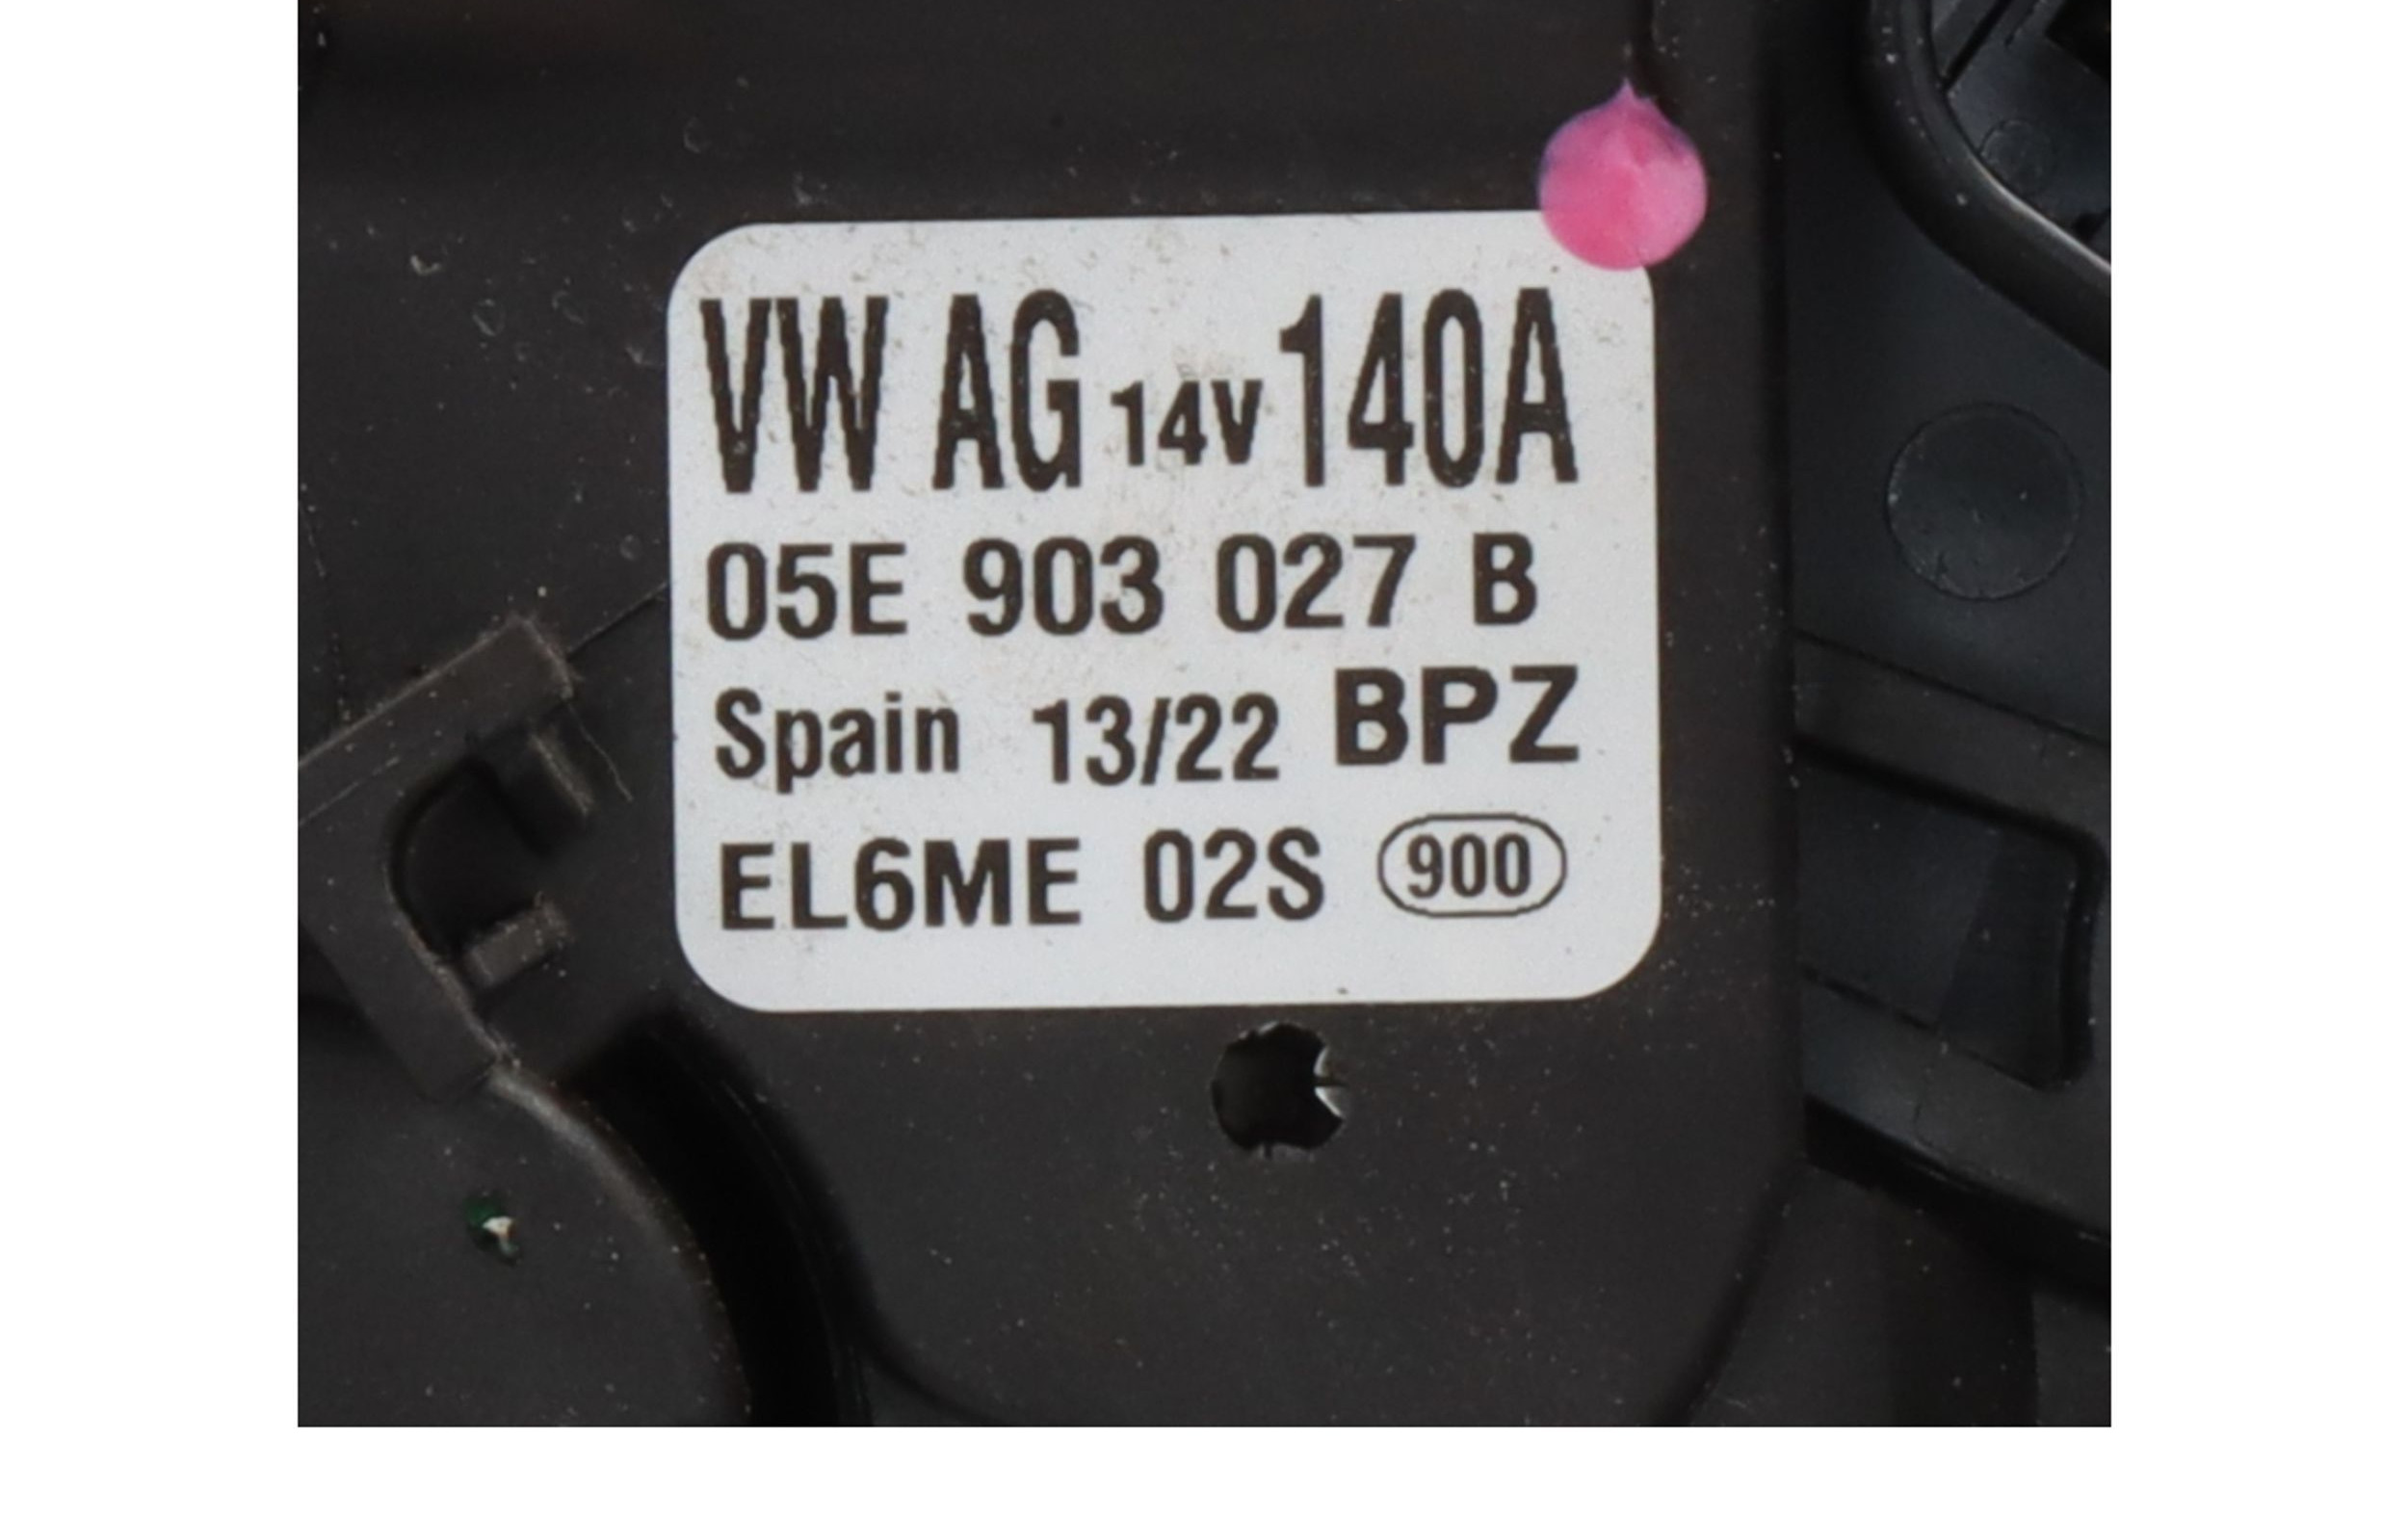 VW AG 14V 140A
05E 903 027 B
Spain 13/22 BPZ
EL6ME 02S 900